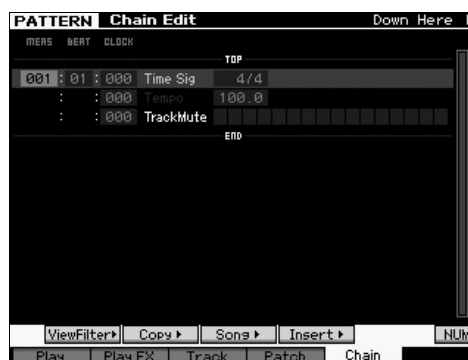 PATTERN Chain Edit Down Here
MEAS BEAT CLOCK
TOP
001 : 01 : 000 Time Sig 4/4
: : 000 Tempo 100.0
: : 000 TrackMute
END
ViewFilter Copy Song Insert NUM
Play Play FX Track Patch Chain